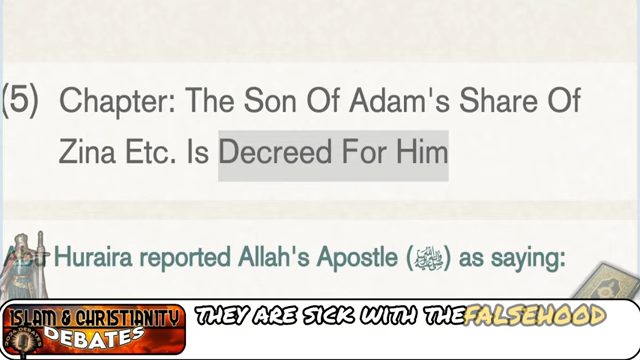 (5) Chapter: The Son Of Adam's Share Of
Zina Etc. Is Decreed For Him
Abu Huraira reported Allah's Apostle (ﷺ) as saying:
ISLAM & CHRISTIANITY
DEBATES
THEY ARE SICK WITH THE FALSEHOOD